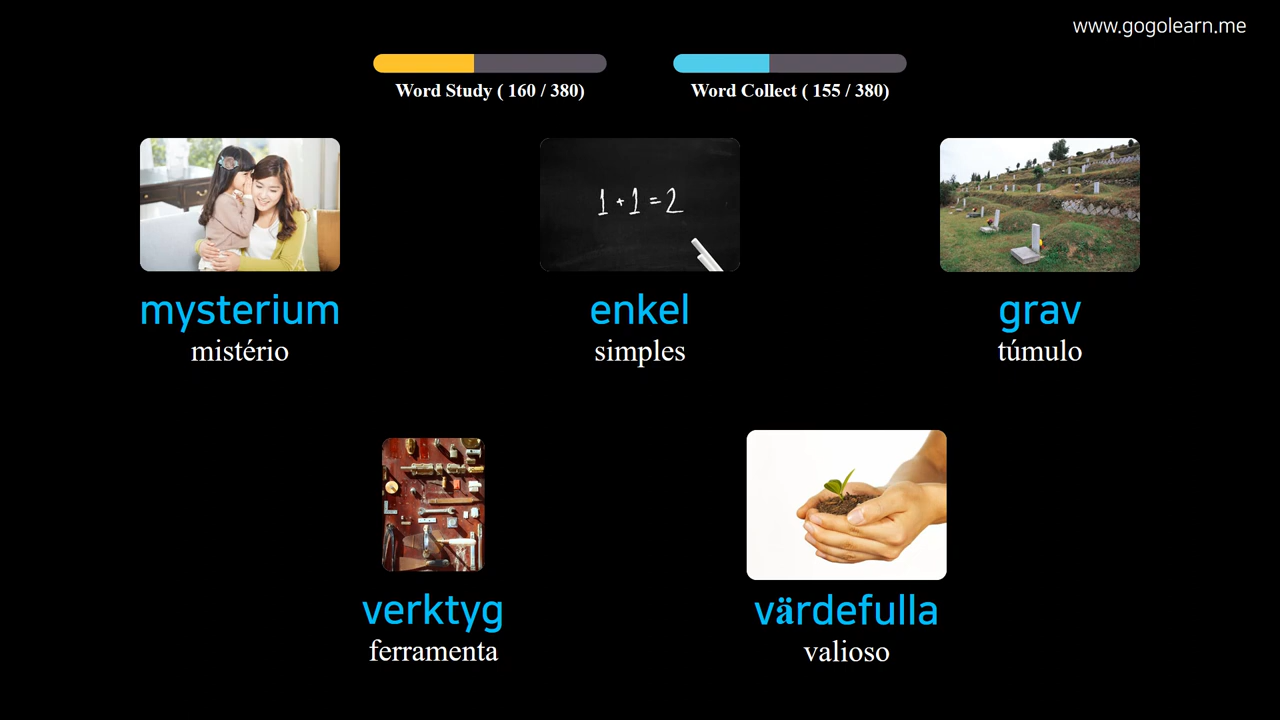 www.gogolearn.me
Word Study ( 160 / 380)
Word Collect ( 155 / 380)
1 + 1 = 2
mysterium
mistério
enkel
simples
grav
túmulo
verktyg
ferramenta
värdefulla
valioso